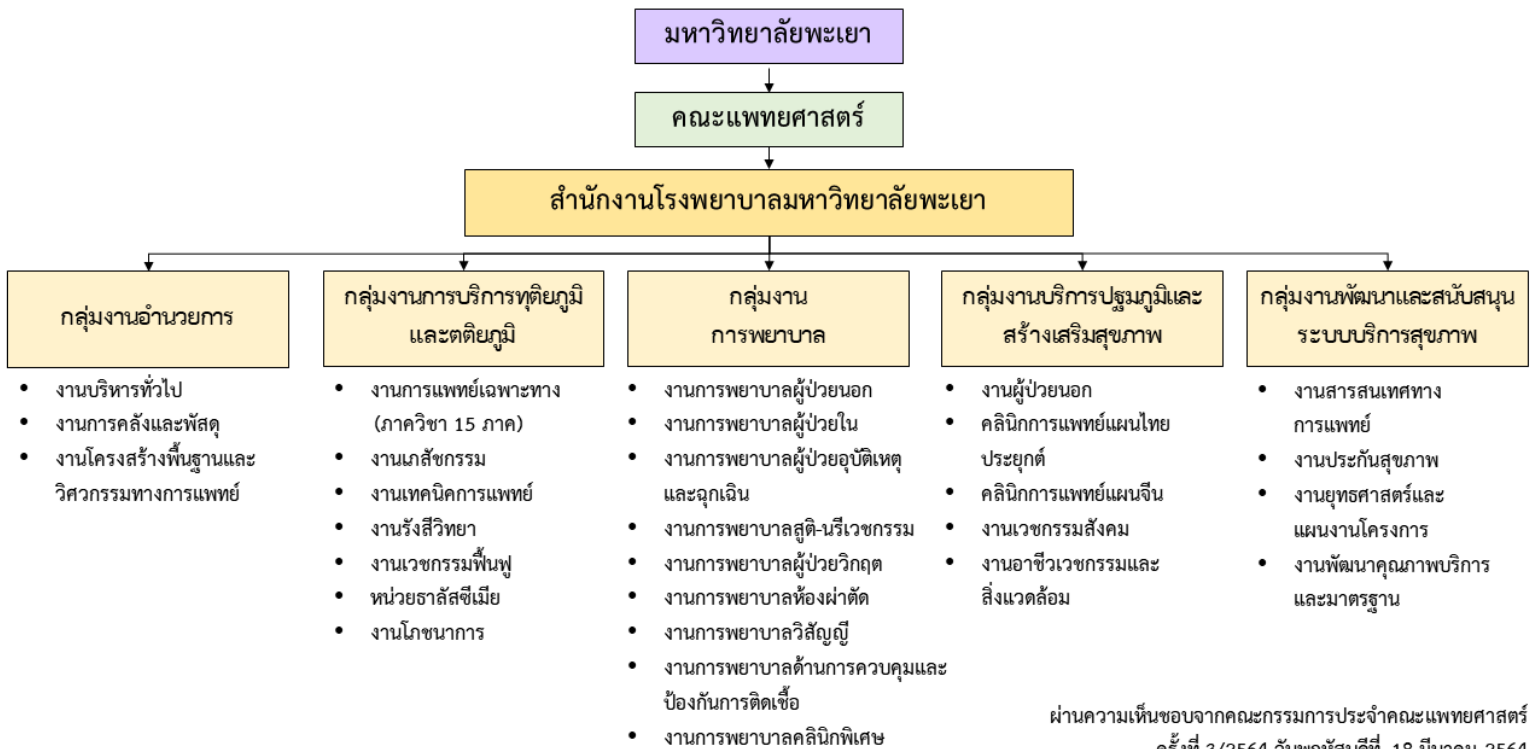 มหาวิทยาลัยพะเยา
คณะแพทยศาสตร์
สำนักงานโรงพยาบาลมหาวิทยาลัยพะเยา
กลุ่มงานอำนวยการ
• งานบริหารทั่วไป
• งานการคลังและพัสดุ
• งานโครงสร้างพื้นฐานและ
วิศวกรรมทางการแพทย์
กลุ่มงานการบริการทุติยภูมิ
และตติยภูมิ
• งานการแพทย์เฉพาะทาง
(ภาควิชา 15 ภาค)
• งานเภสัชกรรม
• งานเทคนิคการแพทย์
• งานรังสีวิทยา
• งานเวชกรรมฟื้นฟู
• หน่วยธาลัสซีเมีย
• งานโภชนาการ
กลุ่มงาน
การพยาบาล
• งานการพยาบาลผู้ป่วยนอก
• งานการพยาบาลผู้ป่วยใน
• งานการพยาบาลผู้ป่วยอุบัติเหตุ
และฉุกเฉิน
• งานการพยาบาลสูติ-นรีเวชกรรม
• งานการพยาบาลผู้ป่วยวิกฤต
• งานการพยาบาลห้องผ่าตัด
• งานการพยาบาลวิสัญญี
• งานการพยาบาลด้านการควบคุมและ
ป้องกันการติดเชื้อ
• งานการพยาบาลคลินิกพิเศษ
กลุ่มงานบริการปฐมภูมิและ
สร้างเสริมสุขภาพ
• งานผู้ป่วยนอก
• คลินิกการแพทย์แผนไทย
ประยุกต์
• คลินิกการแพทย์แผนจีน
• งานเวชกรรมสังคม
• งานอาชีวเวชกรรมและ
สิ่งแวดล้อม
กลุ่มงานพัฒนาและสนับสนุน
ระบบบริการสุขภาพ
• งานสารสนเทศทาง
การแพทย์
• งานประกันสุขภาพ
• งานยุทธศาสตร์และ
แผนงานโครงการ
• งานพัฒนาคุณภาพบริการ
และมาตรฐาน
ผ่านความเห็นชอบจากคณะกรรมการประจำคณะแพทยศาสตร์
ครั้งที่ 3/2564 วันพฤหัสบดีที่ 18 มีนาคม 2564